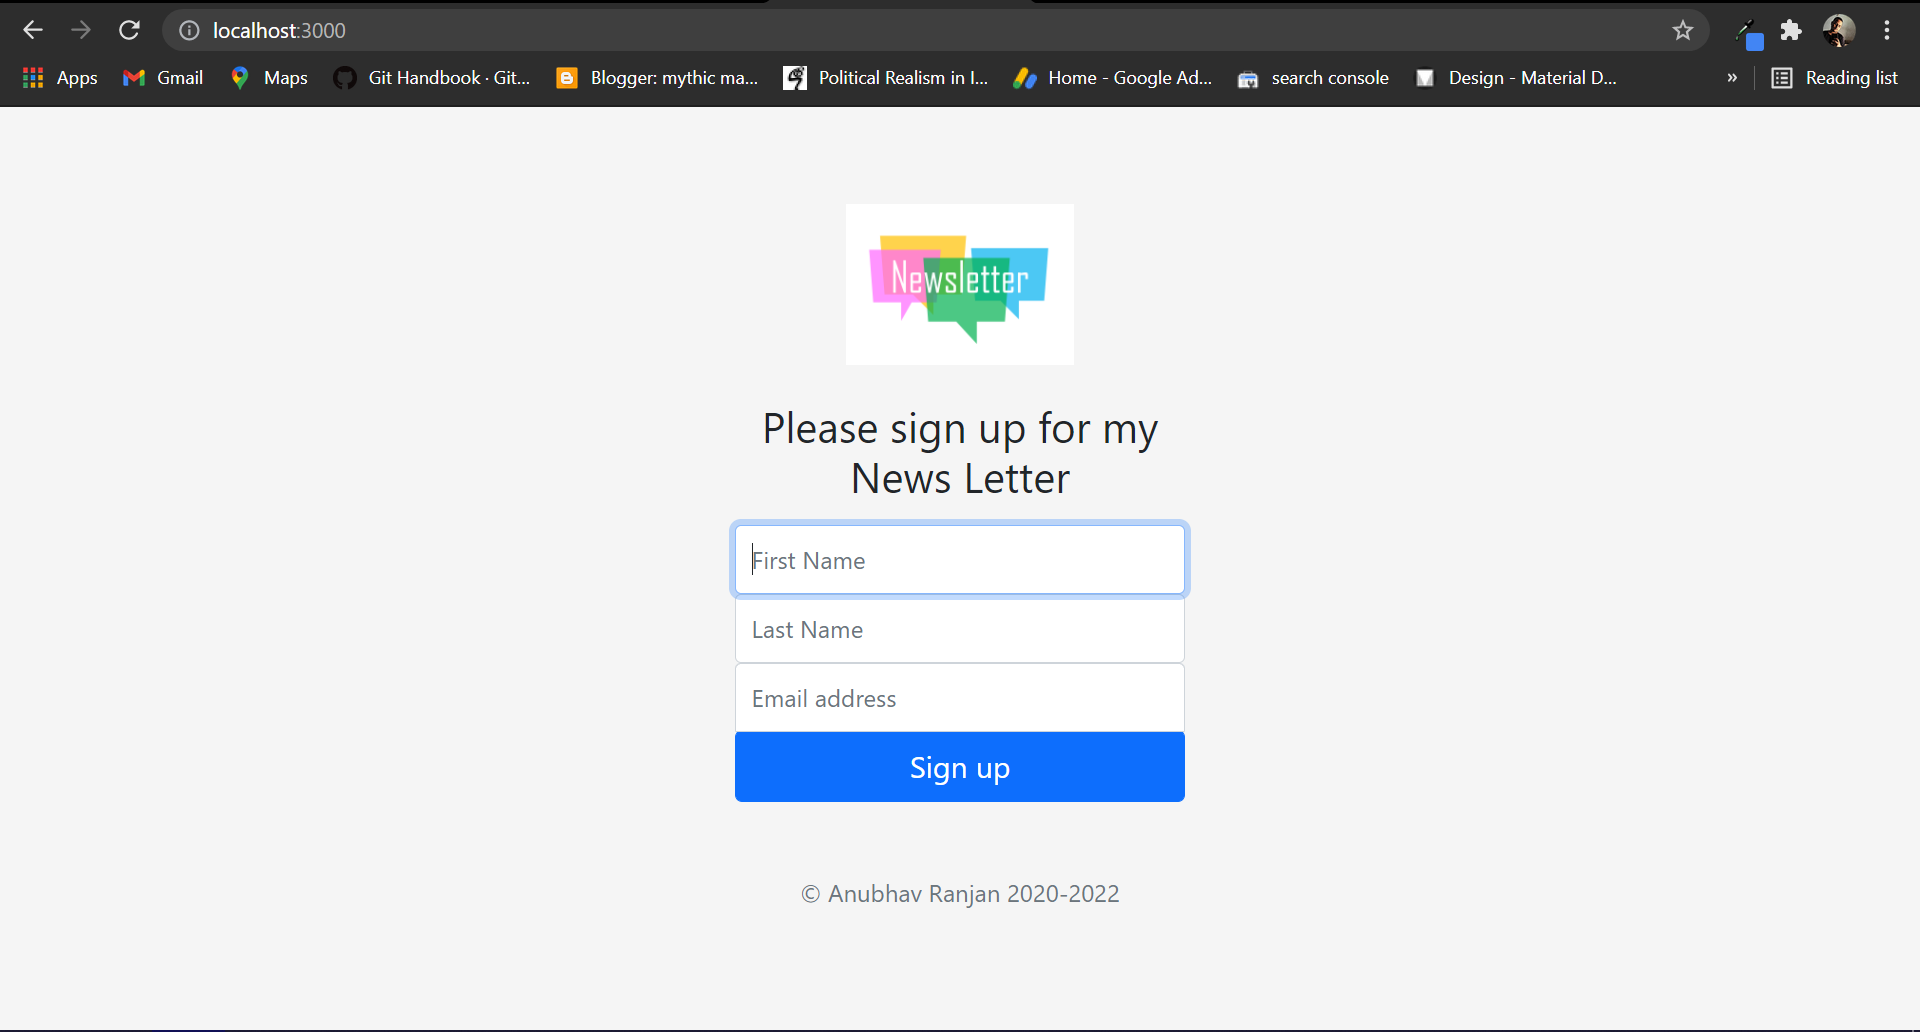 localhost:3000
Apps Gmail Maps Git Handbook · Git... Blogger: mythic ma... Political Realism in I... Home - Google Ad... search console Design - Material D... » Reading list
Newsletter
Please sign up for my
News Letter
First Name
Last Name
Email address
Sign up
© Anubhav Ranjan 2020-2022